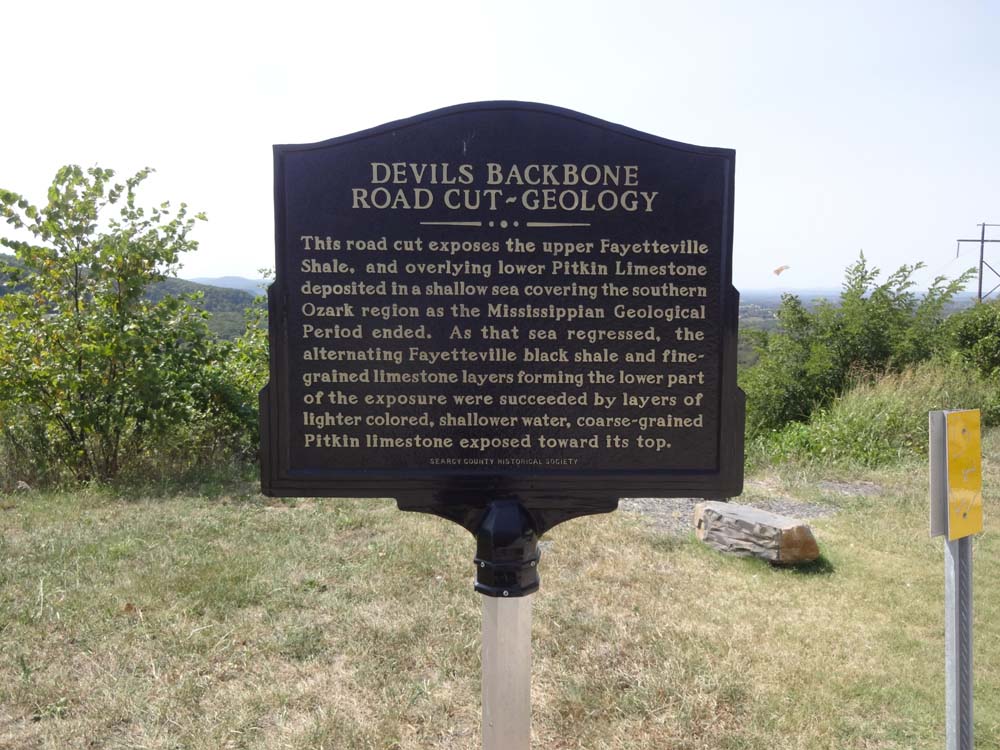 DEVILS BACKBONE
ROAD CUT~GEOLOGY
This road cut exposes the upper Fayetteville
Shale, and overlying lower Pitkin Limestone
deposited in a shallow sea covering the southern
Ozark region as the Mississippian Geological
Period ended. As that sea regressed, the
alternating Fayetteville black shale and fine-
grained limestone layers forming the lower part
of the exposure were succeeded by layers of
lighter colored, shallower water, coarse-grained
Pitkin limestone exposed toward its top.
SEARCY COUNTY HISTORICAL SOCIETY